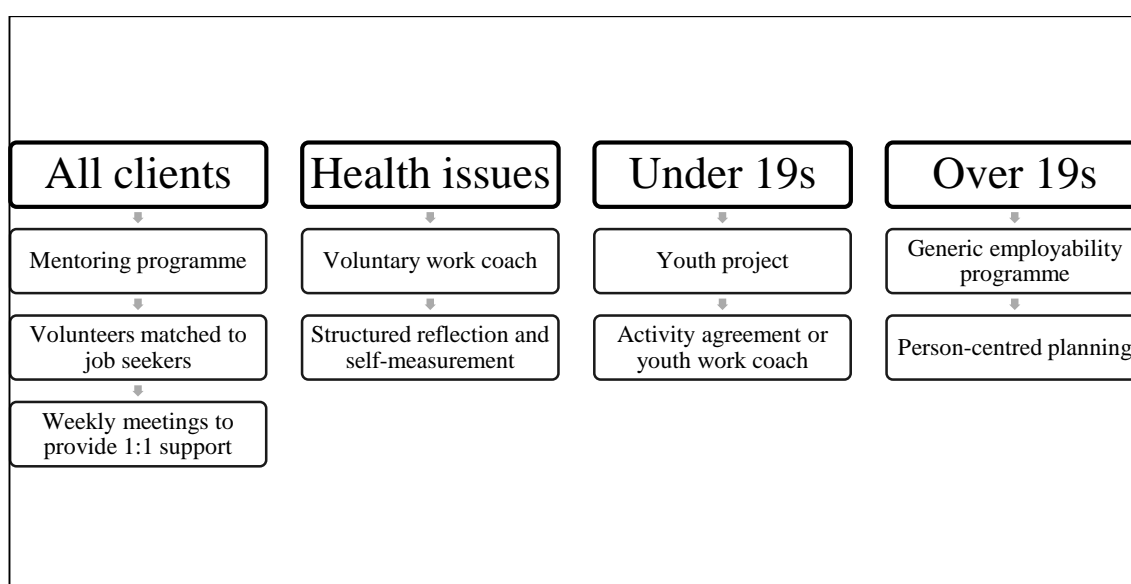 All clients
Mentoring programme
Volunteers matched to
job seekers
Weekly meetings to
provide 1:1 support
Health issues
Voluntary work coach
Structured reflection and
self-measurement
Under 19s
Youth project
Activity agreement or
youth work coach
Over 19s
Generic employability
programme
Person-centred planning